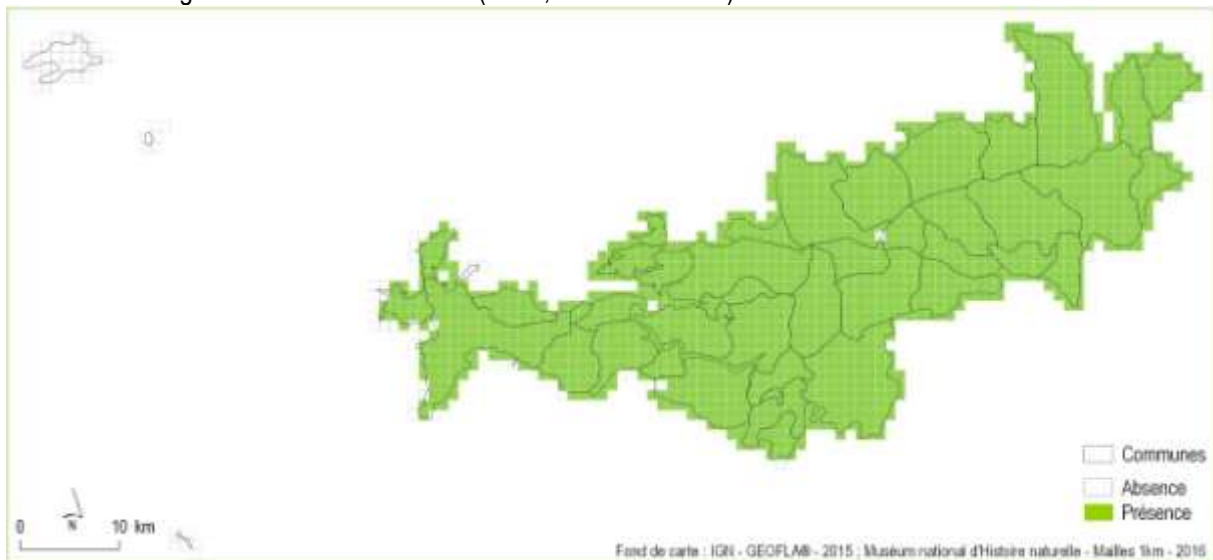 Communes
Absence
Présence
0 N 10 km
Fond de carte : IGN - GEOFLA® - 2015 ; Muséum national d'Histoire naturelle - Mailles 1km - 2016